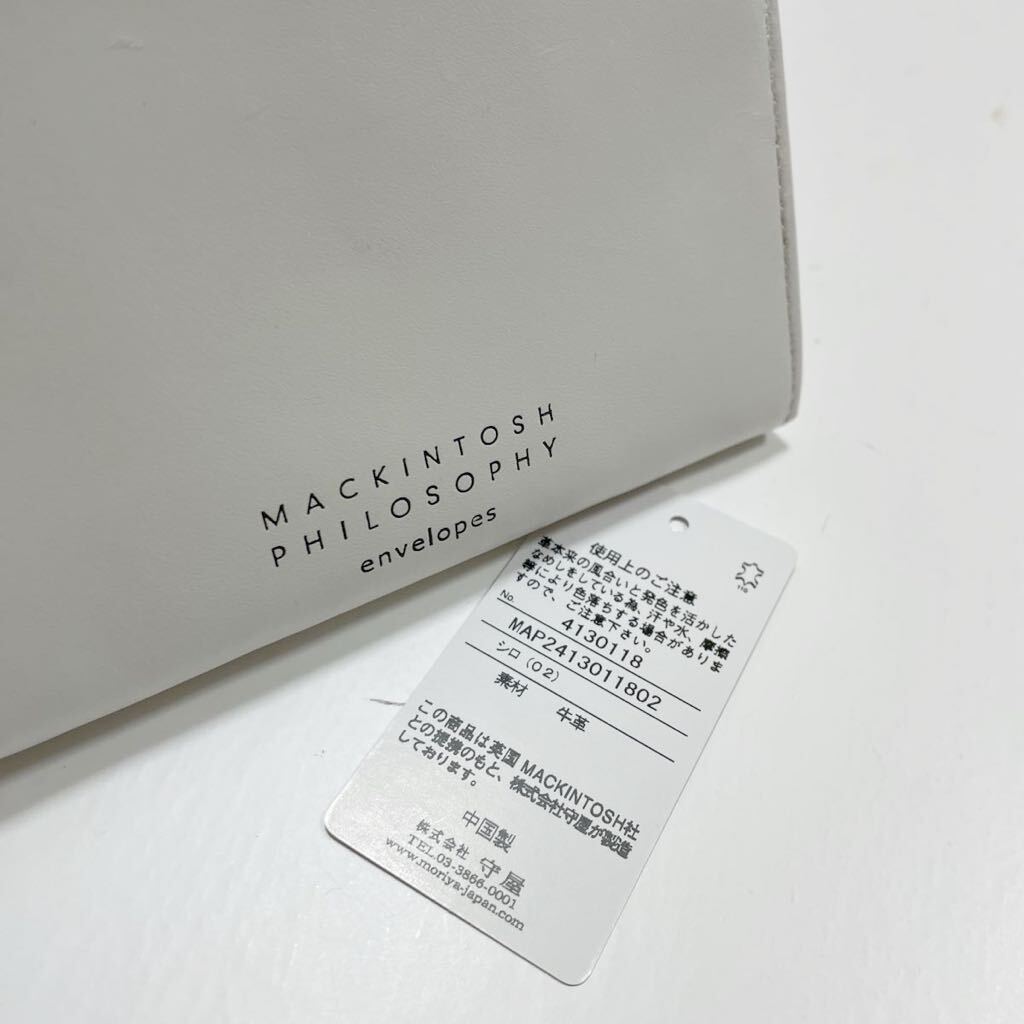 MACKINTOSH
PHILOSOPHY
envelopes
使用上のご注意
革本来の風合いと発色を活かした
なめしをしている為、汗や水、摩擦
等により色落ちする場合がありま
すので、ご注意下さい。
No. 4130118
MAP2413011802
シロ(02)
素材 牛革
この商品は英国 MACKINTOSH社
との提携のもと、株式会社守屋が製造
しております。
中国製
株式会社 守屋
TEL.03-3866-0001
www.moriya-japan.com